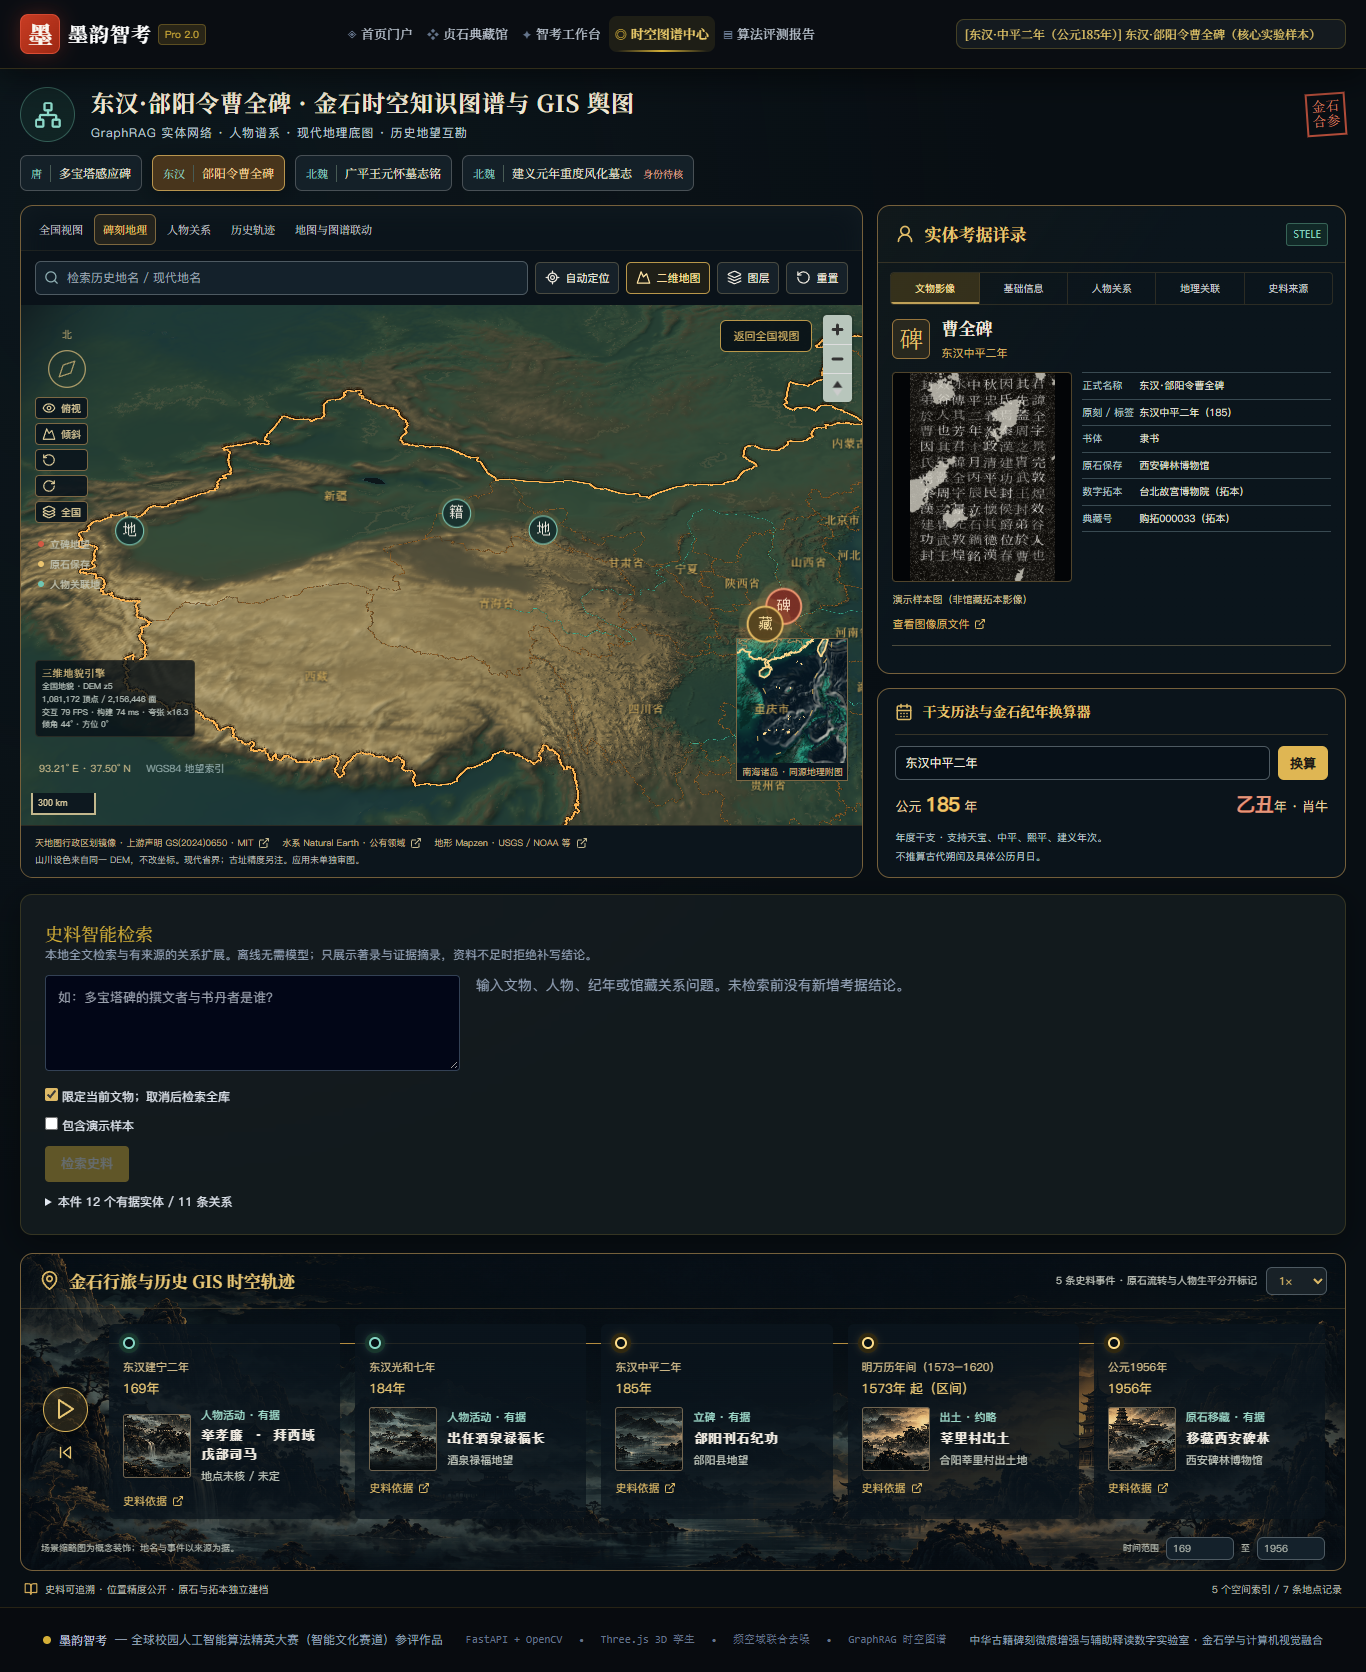 墨 墨韵智考 Pro 2.0
首页门户 贞石典藏馆 智考工作台 时空图谱中心 算法评测报告
[东汉·中平二年（公元185年）] 东汉·郃阳令曹全碑（核心实验样本）
东汉·郃阳令曹全碑 · 金石时空知识图谱与 GIS 舆图
GraphRAG 实体网络 · 人物谱系 · 现代地理底图 · 历史地望互勘
金石
合参
唐 多宝塔感应碑
东汉 郃阳令曹全碑
北魏 广平王元怀墓志铭
北魏 建义元年重度风化墓志 身份待核
全国视图 碑刻地理 人物关系 历史轨迹 地图与图谱联动
检索历史地名 / 现代地名
自动定位 二维地图 图层 重置
北
返回全国视图
俯视
倾斜
全国
立碑地望
原石保存
人物关联地
地
籍
地
碑
藏
新疆
内蒙古
北京市
甘肃省
宁夏
山西省
河北
陕西省
青海省
河南
西藏
四川省
重庆市
贵州省
南海诸岛 · 同源地理附图
三维地貌引擎
全国地貌 · DEM z5
1,081,172 顶点 / 2,156,446 面
交互 79 FPS · 构建 74 ms · 夸张 ×16.3
倾角 44° · 方位 0°
93.21° E · 37.50° N WGS84 地望索引
300 km
天地图行政区划镜像 · 上游声明 GS(2024)0650 · MIT 水系 Natural Earth · 公有领域 地形 Mapzen · USGS / NOAA 等
山川设色来自同一 DEM，不改坐标。现代省界；古址精度另注。应用未单独审图。
实体考据详录 STELE
文物影像 基础信息 人物关系 地理关联 史料来源
碑 曹全碑
东汉中平二年
正式名称 东汉·郃阳令曹全碑
原刻 / 标签 东汉中平二年（185）
书体 隶书
原石保存 西安碑林博物馆
数字拓本 台北故宫博物院（拓本）
典藏号 购拓000033（拓本）
演示样本图（非馆藏拓本影像）
查看图像原文件
干支历法与金石纪年换算器
东汉中平二年 换算
公元 185 年 乙丑年 · 肖牛
年度干支 · 支持天宝、中平、熙平、建义年次。
不推算古代朔闰及具体公历月日。
史料智能检索
本地全文检索与有来源的关系扩展。离线无需模型；只展示著录与证据摘录，资料不足时拒绝补写结论。
如：多宝塔碑的撰文者与书丹者是谁？
输入文物、人物、纪年或馆藏关系问题。未检索前没有新增考据结论。
限定当前文物；取消后检索全库
包含演示样本
检索史料
本件 12 个有据实体 / 11 条关系
金石行旅与历史 GIS 时空轨迹
5 条史料事件 · 原石流转与人物生平分开标记 1×
东汉建宁二年
169年
人物活动 · 有据
举孝廉 - 拜西域戊部司马
地点未核 / 未定
史料依据
东汉光和七年
184年
人物活动 · 有据
出任酒泉禄福长
酒泉禄福地望
史料依据
东汉中平二年
185年
立碑 · 有据
郃阳刊石纪功
郃阳县地望
史料依据
明万历年间（1573—1620）
1573年 起（区间）
出土 · 约略
莘里村出土
合阳莘里村出土地
史料依据
公元1956年
1956年
原石移藏 · 有据
移藏西安碑林
西安碑林博物馆
史料依据
场景缩略图为概念装饰；地名与事件以来源为据。
时间范围 169 至 1956
史料可追溯 · 位置精度公开 · 原石与拓本独立建档
5 个空间索引 / 7 条地点记录
墨韵智考 — 全球校园人工智能算法精英大赛（智能文化赛道）参评作品 FastAPI + OpenCV • Three.js 3D 孪生 • 频空域联合去噪 • GraphRAG 时空图谱 中华古籍碑刻微痕增强与辅助释读数字实验室 · 金石学与计算机视觉融合